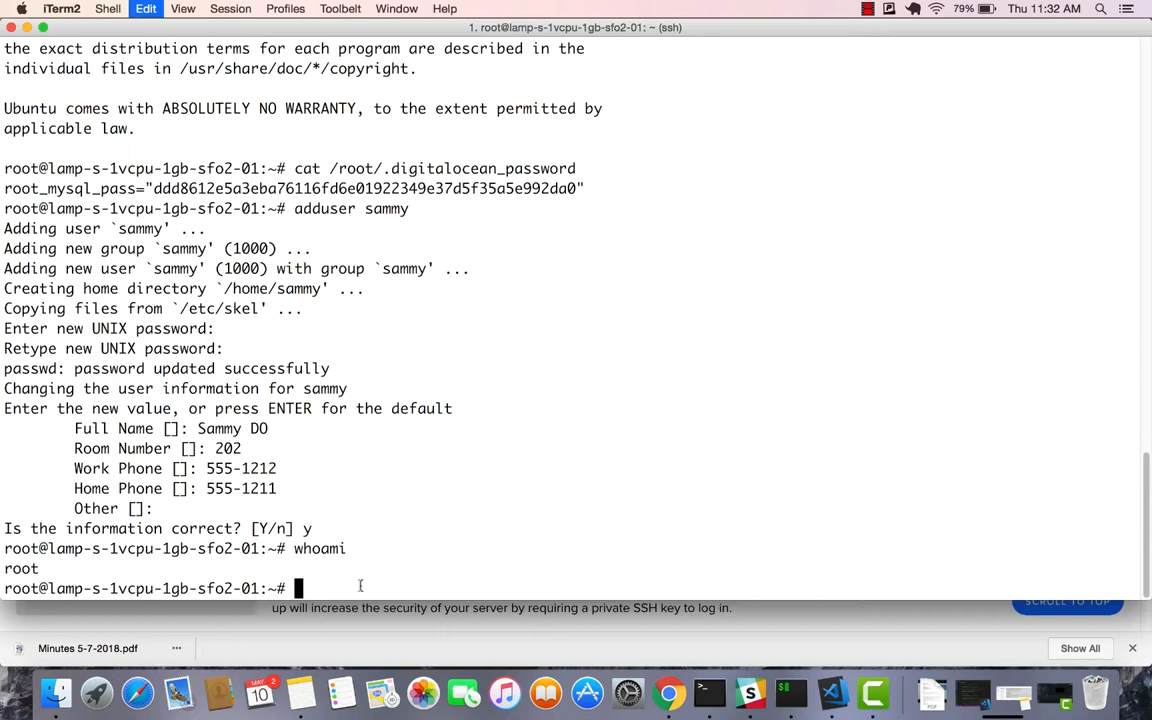 iTerm2 Shell Edit View Session Profiles Toolbelt Window Help 79% Thu 11:32 AM
1. root@lamp-s-1vcpu-1gb-sfo2-01: ~ (ssh)
the exact distribution terms for each program are described in the
individual files in /usr/share/doc/*/copyright.
Ubuntu comes with ABSOLUTELY NO WARRANTY, to the extent permitted by
applicable law.
root@lamp-s-1vcpu-1gb-sfo2-01:~# cat /root/.digitalocean_password
root_mysql_pass="ddd8612e5a3eba76116fd6e01922349e37d5f35a5e992da0"
root@lamp-s-1vcpu-1gb-sfo2-01:~# adduser sammy
Adding user `sammy' ...
Adding new group `sammy' (1000) ...
Adding new user `sammy' (1000) with group `sammy' ...
Creating home directory `/home/sammy' ...
Copying files from `/etc/skel' ...
Enter new UNIX password:
Retype new UNIX password:
passwd: password updated successfully
Changing the user information for sammy
Enter the new value, or press ENTER for the default
Full Name []: Sammy DO
Room Number []: 202
Work Phone []: 555-1212
Home Phone []: 555-1211
Other []:
Is the information correct? [Y/n] y
root@lamp-s-1vcpu-1gb-sfo2-01:~# whoami
root
root@lamp-s-1vcpu-1gb-sfo2-01:~#
up will increase the security of your server by requiring a private SSH key to log in.
SCROLL TO TOP
Minutes 5-7-2018.pdf
Show All
MAY
10
2